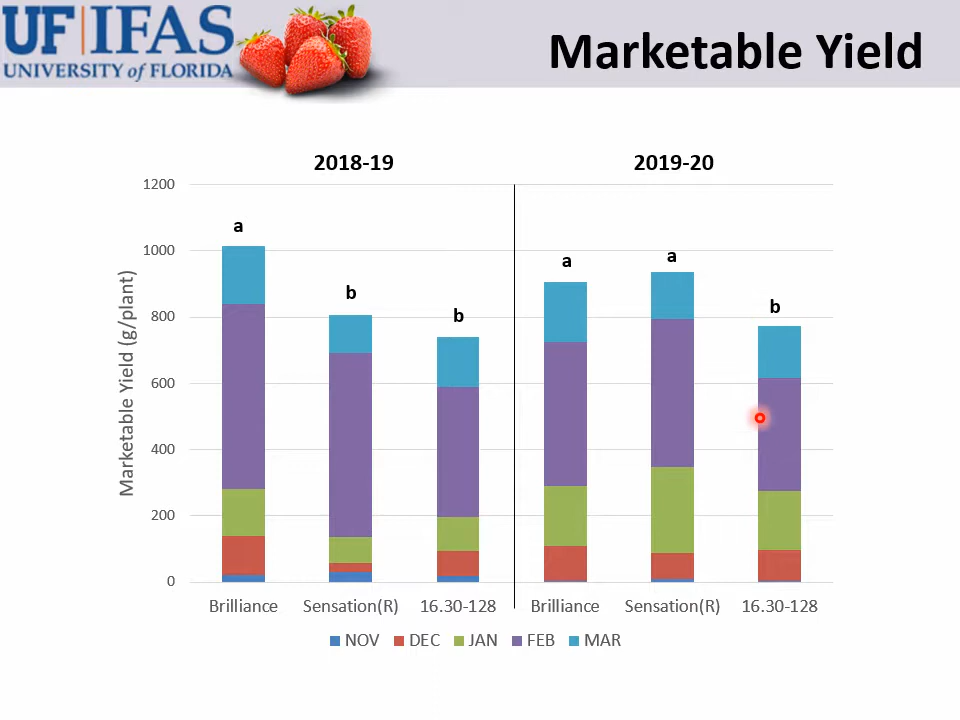 UF|IFAS
UNIVERSITY of FLORIDA
Marketable Yield
2018-19
2019-20
1200
1000
800
600
400
200
0
Marketable Yield (g/plant)
a
b
b
a
a
b
Brilliance
Sensation(R)
16.30-128
Brilliance
Sensation(R)
16.30-128
NOV DEC JAN FEB MAR